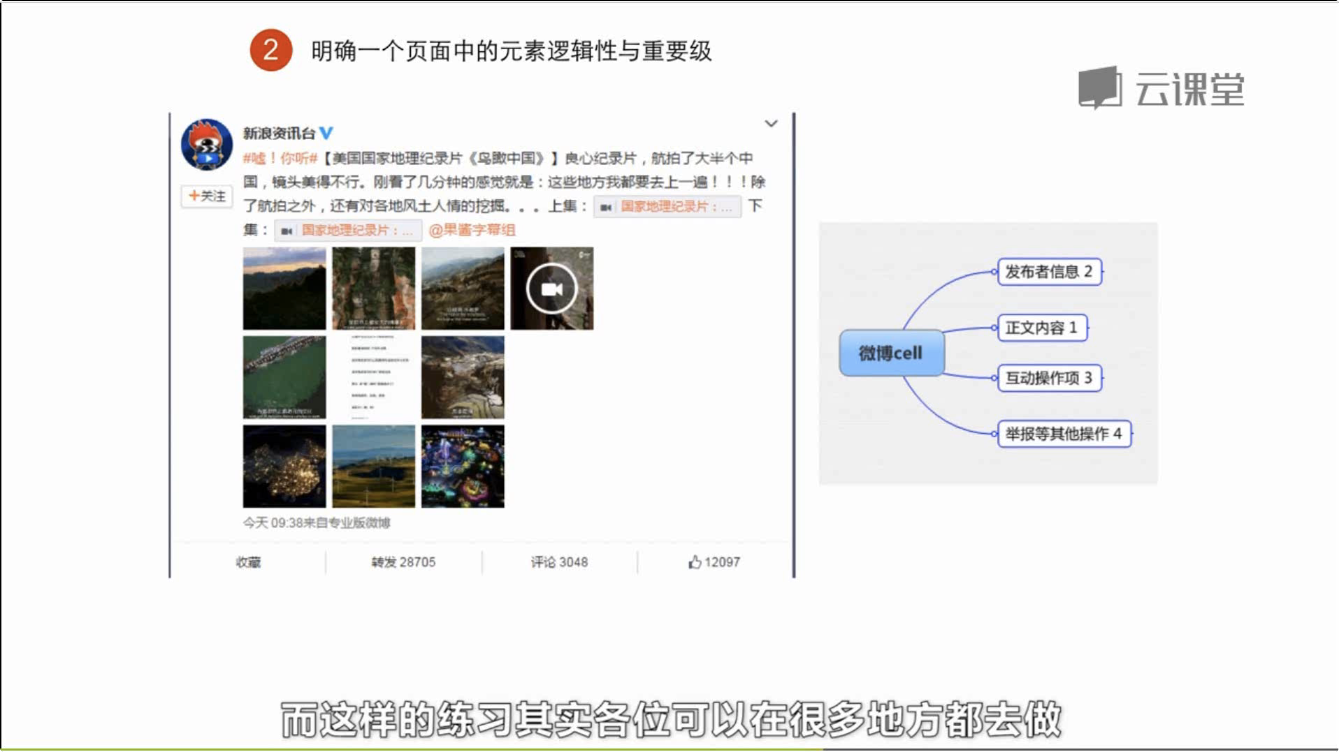 2 明确一个页面中的元素逻辑性与重要级
云课堂
新浪资讯台
#嘘！你听#【美国国家地理纪录片《鸟瞰中国》】良心纪录片，航拍了大半个中
+关注
国，镜头美得不行。刚看了几分钟的感觉就是：这些地方我都要去上一遍！！！除
了航拍之外，还有对各地风土人情的挖掘。。。上集： 国家地理纪录片：... 下
集： 国家地理纪录片：... @果酱字幕组
今天 09:38来自专业版微博
收藏
转发 28705
评论 3048
12097
微博cell
发布者信息 2
正文内容 1
互动操作项 3
举报等其他操作 4
而这样的练习其实各位可以在很多地方都去做